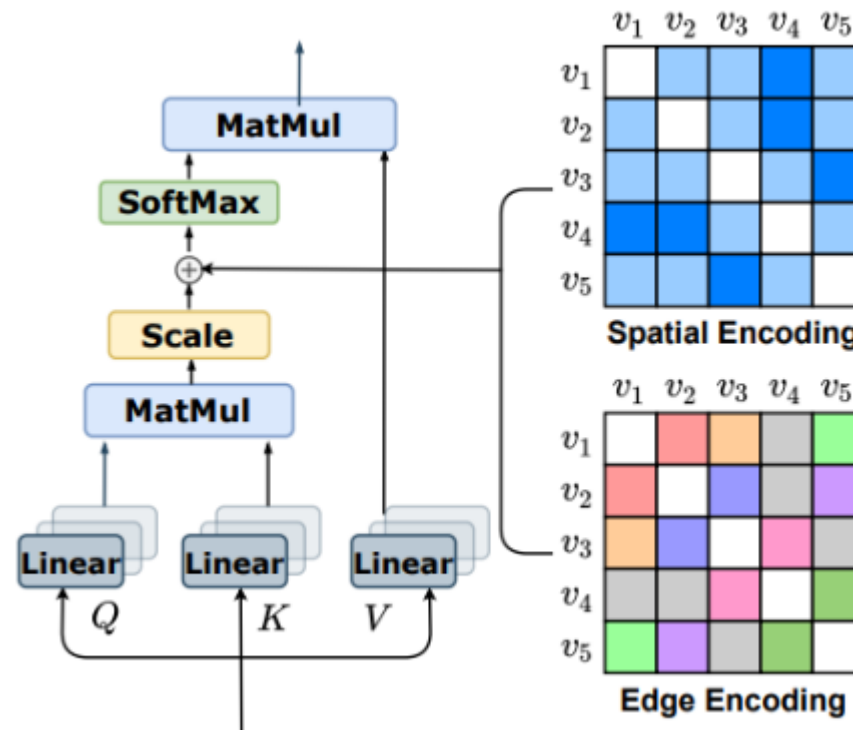 MatMul
SoftMax
+
Scale
MatMul
Linear Linear Linear
Q K V
v₁ v₂ v₃ v₄ v₅
v₁
v₂
v₃
v₄
v₅
Spatial Encoding
v₁ v₂ v₃ v₄ v₅
v₁
v₂
v₃
v₄
v₅
Edge Encoding